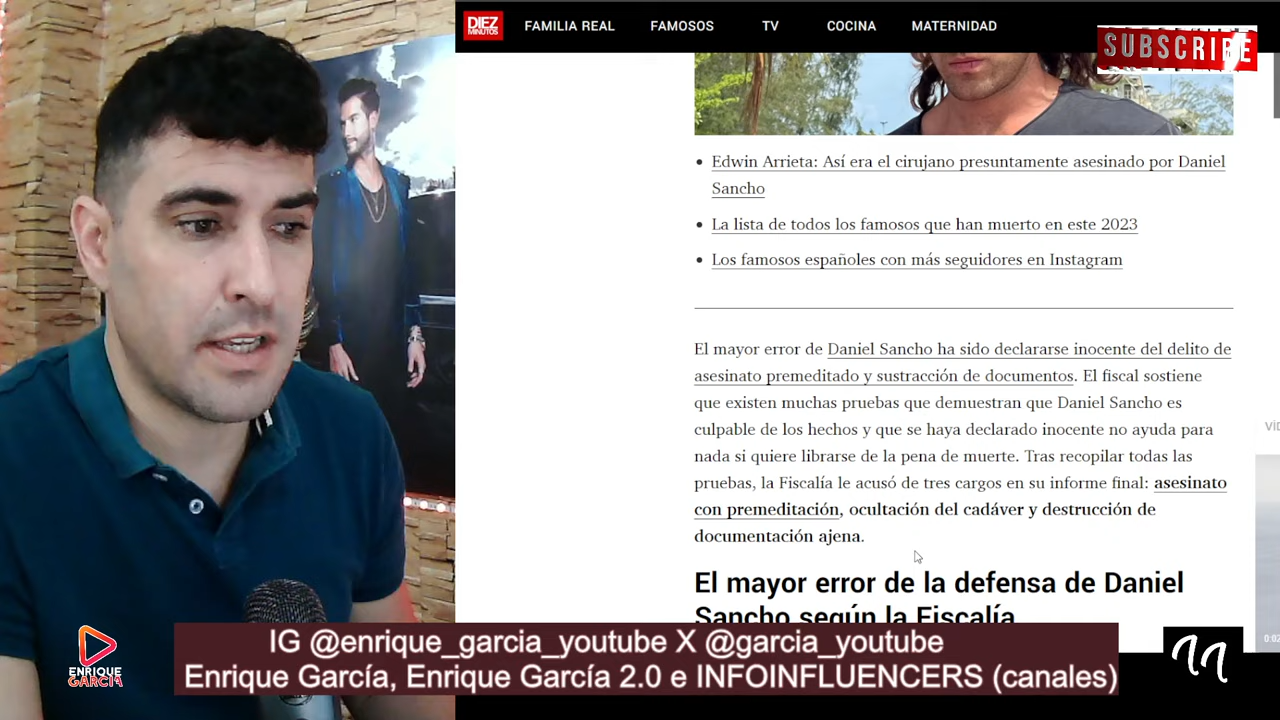 DIEZ
MINUTOS
FAMILIA REAL
FAMOSOS
TV
COCINA
MATERNIDAD
SUBSCRIBE
Edwin Arrieta: Así era el cirujano presuntamente asesinado por Daniel
Sancho
La lista de todos los famosos que han muerto en este 2023
Los famosos españoles con más seguidores en Instagram
El mayor error de Daniel Sancho ha sido declararse inocente del delito de
asesinato premeditado y sustracción de documentos. El fiscal sostiene
que existen muchas pruebas que demuestran que Daniel Sancho es
culpable de los hechos y que se haya declarado inocente no ayuda para
nada si quiere librarse de la pena de muerte. Tras recopilar todas las
pruebas, la Fiscalía le acusó de tres cargos en su informe final: asesinato
con premeditación, ocultación del cadáver y destrucción de
documentación ajena.
El mayor error de la defensa de Daniel
Sancho según la Fiscalía
IG @enrique_garcia_youtube X @garcia_youtube
Enrique García, Enrique García 2.0 e INFOINFLUENCERS (canales)
ENRIQUE
GARCÍA